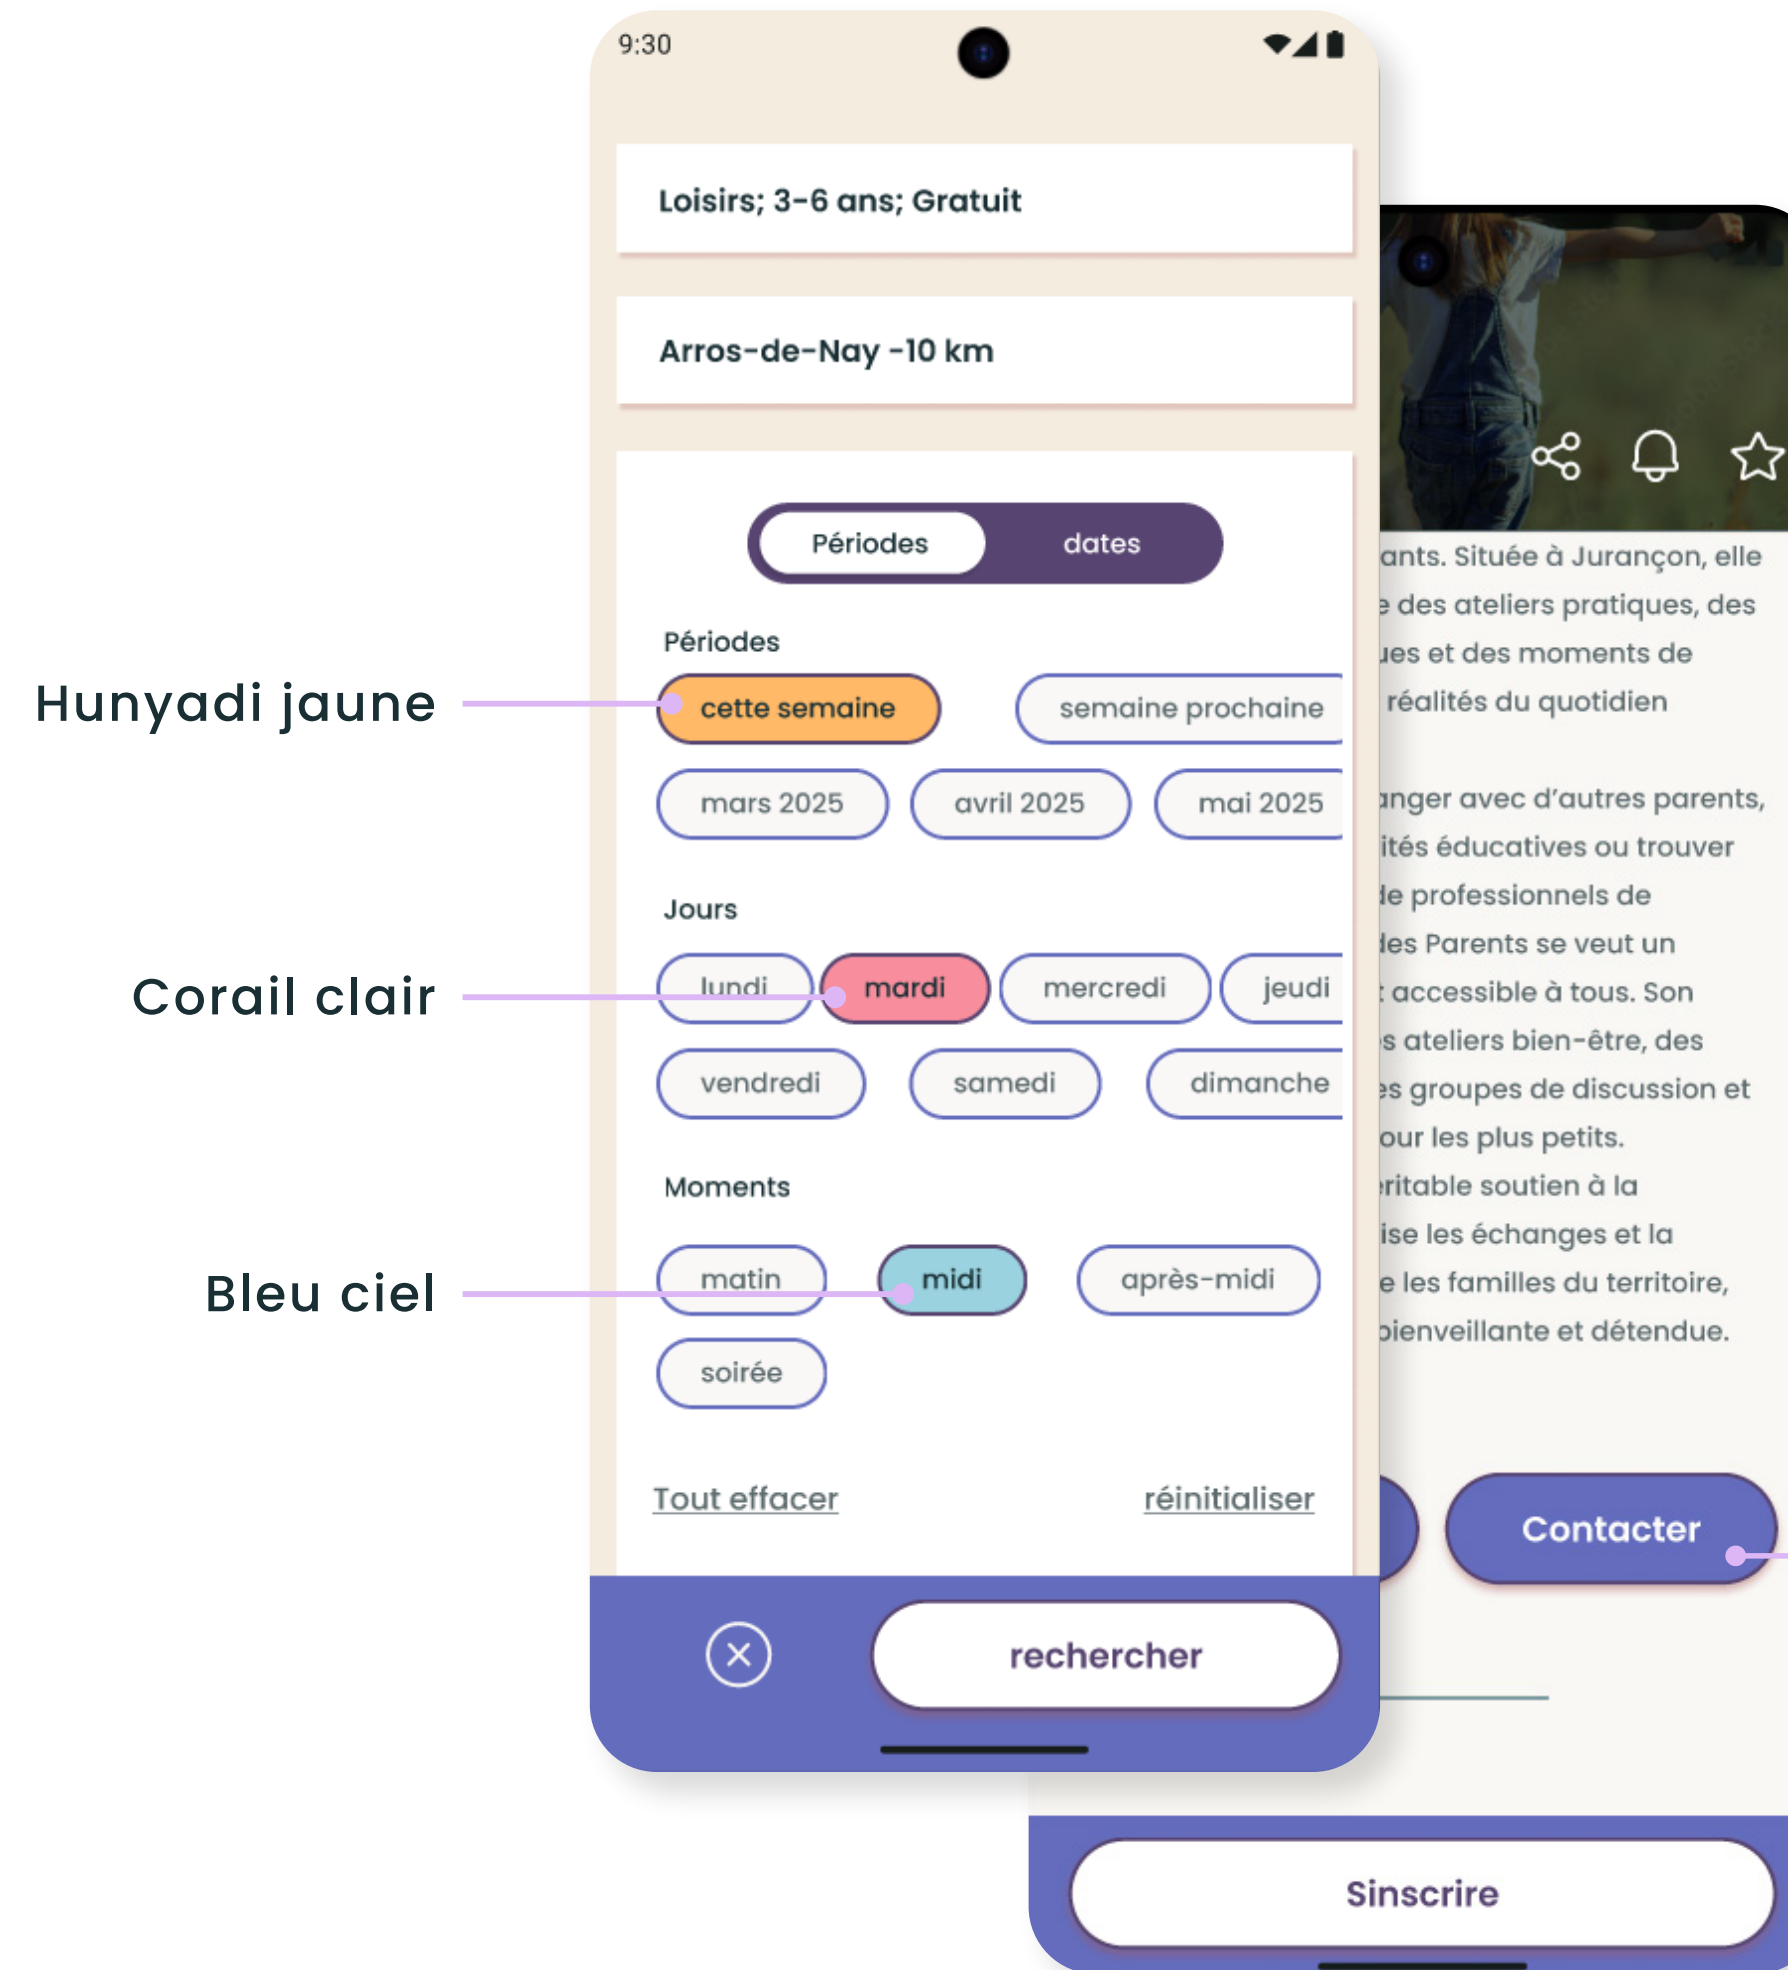 9:30
Loisirs; 3-6 ans; Gratuit
Arros-de-Nay -10 km
Périodes dates
Périodes
Hunyadi jaune
cette semaine semaine prochaine
mars 2025 avril 2025 mai 2025
Jours
Corail clair
lundi mardi mercredi jeudi
vendredi samedi dimanche
Moments
Bleu ciel
matin midi après-midi
soirée
Tout effacer réinitialiser
rechercher
ants. Située à Jurançon, elle
des ateliers pratiques, des
ues et des moments de
réalités du quotidien
anger avec d'autres parents,
ités éducatives ou trouver
de professionnels de
des Parents se veut un
accessible à tous. Son
s ateliers bien-être, des
es groupes de discussion et
our les plus petits.
éritable soutien à la
ise les échanges et la
e les familles du territoire,
bienveillante et détendue.
Contacter
Sinscrire